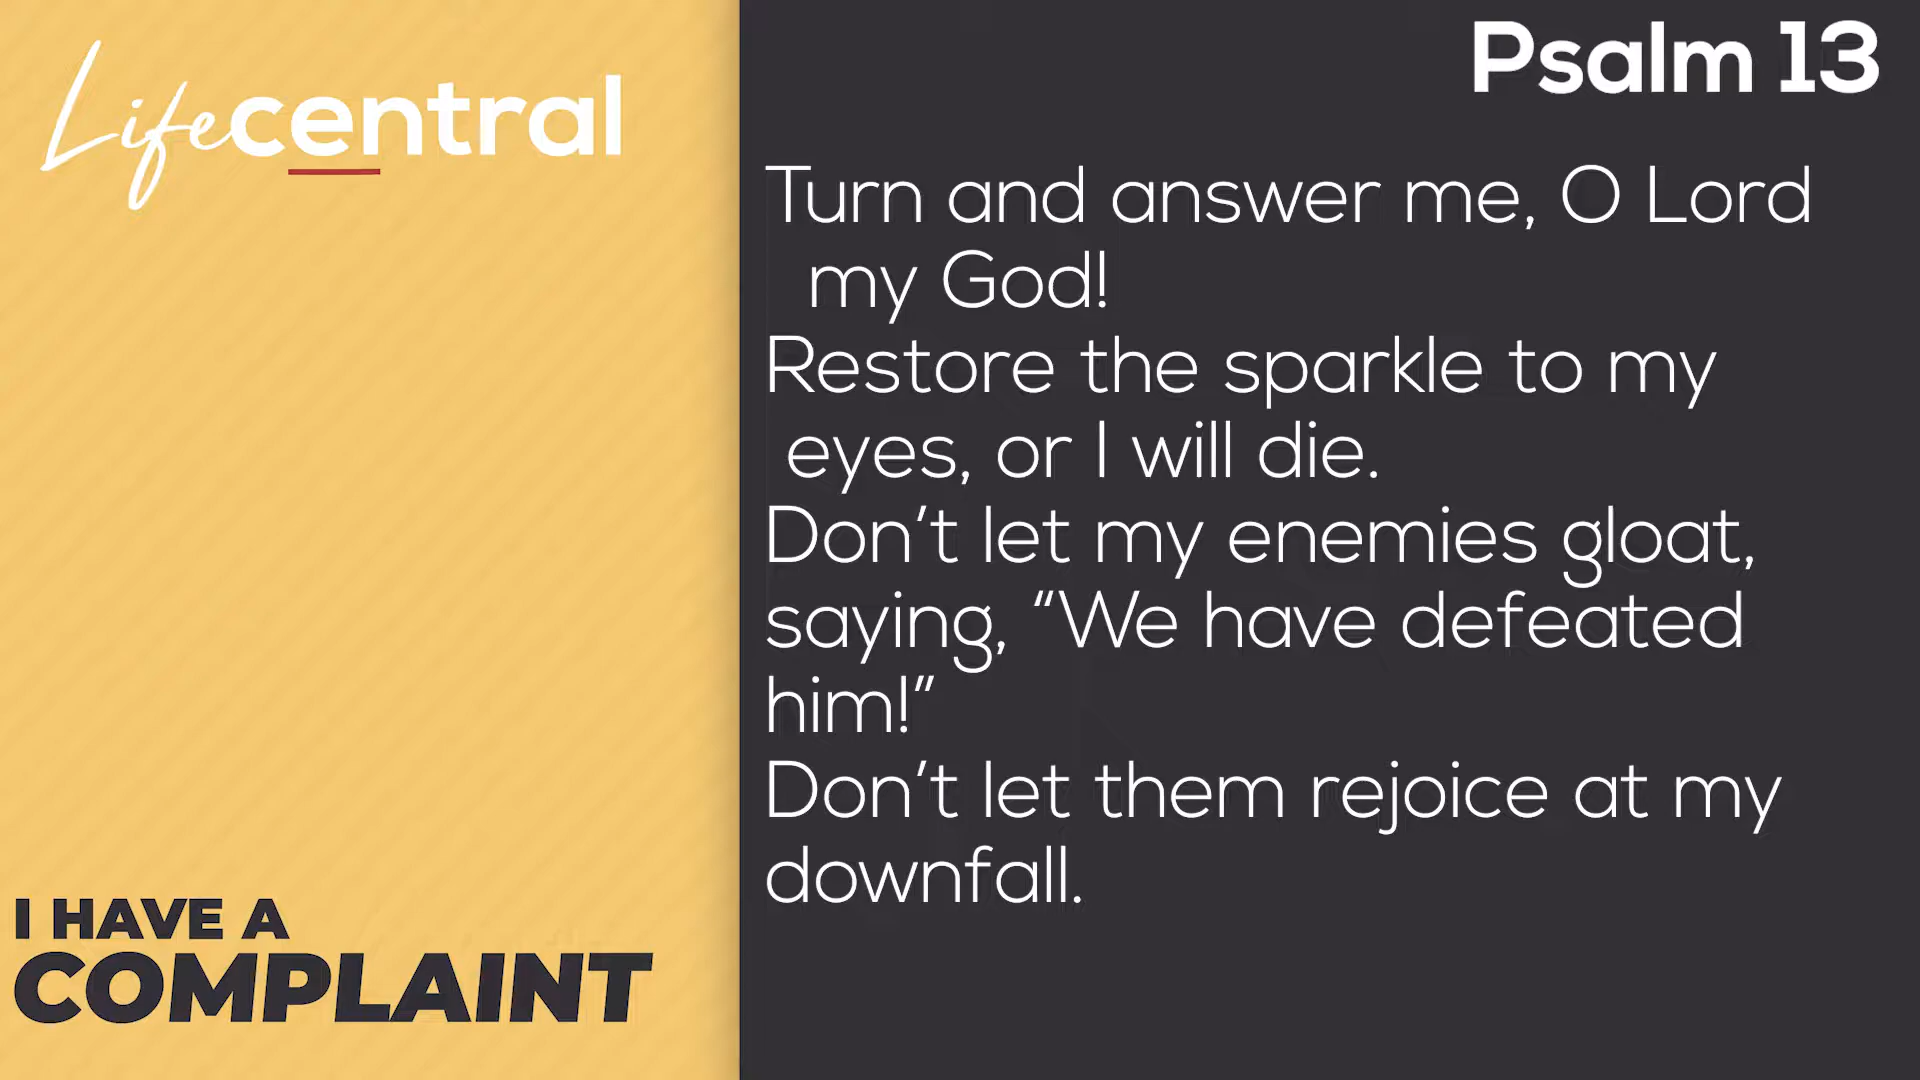 Lifecentral
I HAVE A
COMPLAINT
Psalm 13
Turn and answer me, O Lord
my God!
Restore the sparkle to my
eyes, or I will die.
Don’t let my enemies gloat,
saying, “We have defeated
him!”
Don’t let them rejoice at my
downfall.